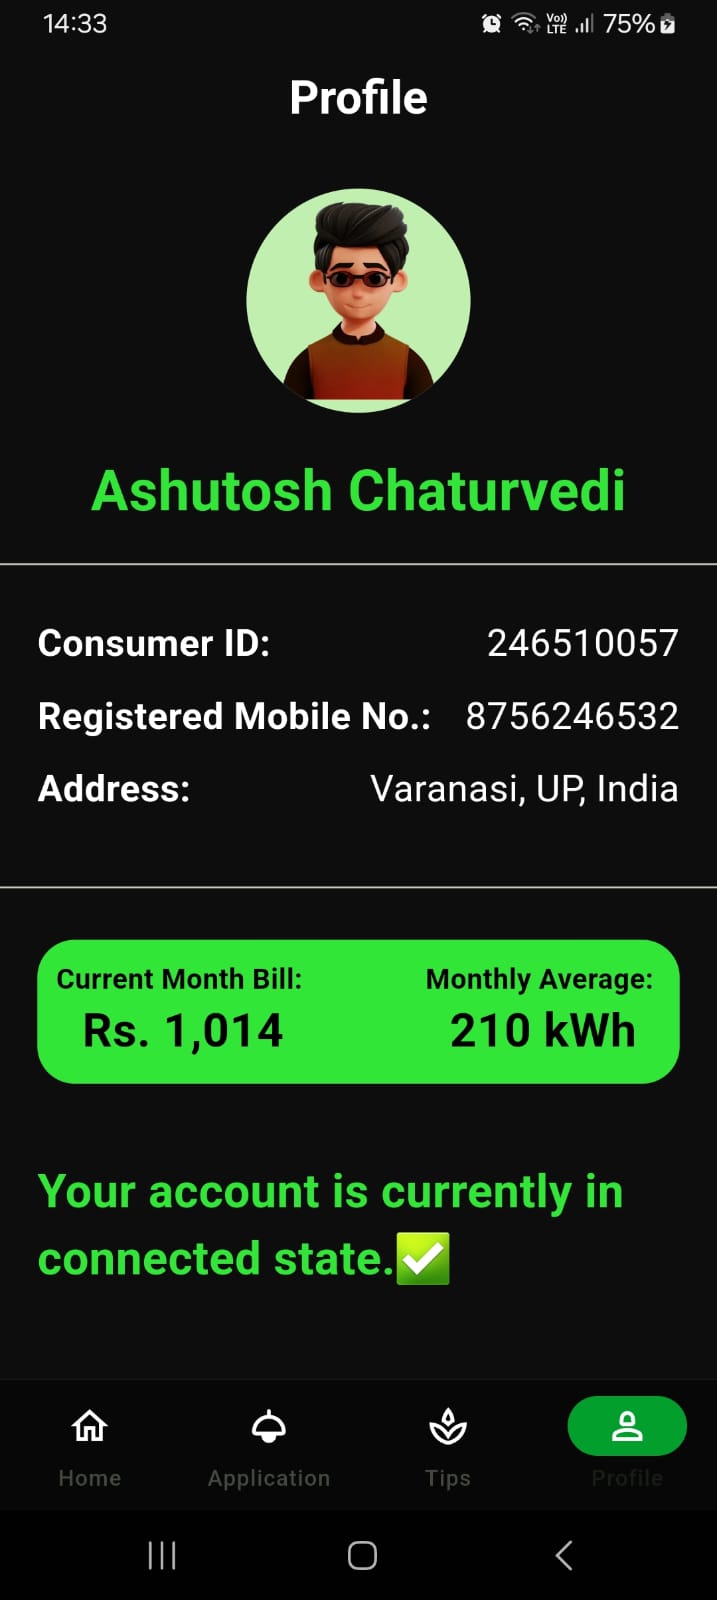 14:33 Vo)) LTE 75%
Profile
Ashutosh Chaturvedi
Consumer ID: 246510057
Registered Mobile No.: 8756246532
Address: Varanasi, UP, India
Current Month Bill: Monthly Average:
Rs. 1,014 210 kWh
Your account is currently in
connected state.✅
Home Application Tips Profile